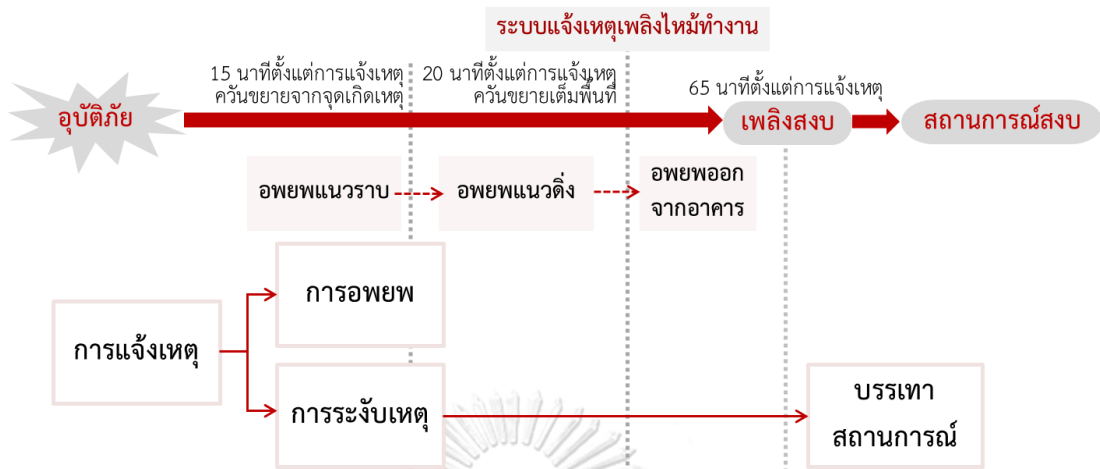 ระบบแจ้งเหตุเพลิงไหม้ทำงาน
15 นาทีตั้งแต่การแจ้งเหตุ
ควันขยายจากจุดเกิดเหตุ
20 นาทีตั้งแต่การแจ้งเหตุ
ควันขยายเต็มพื้นที่
65 นาทีตั้งแต่การแจ้งเหตุ
อุบัติภัย
เพลิงสงบ
สถานการณ์สงบ
อพยพแนวราบ
อพยพแนวดิ่ง
อพยพออก
จากอาคาร
การอพยพ
การแจ้งเหตุ
การระงับเหตุ
บรรเทา
สถานการณ์